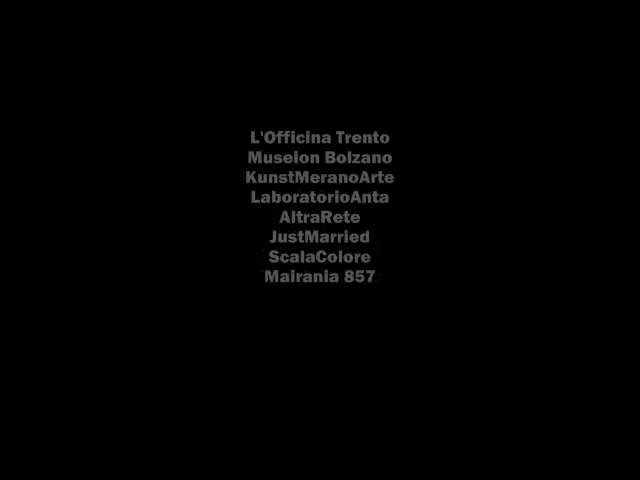 L'Officina Trento
Museion Bolzano
KunstMeranoArte
LaboratorioAnta
AltraRete
JustMarried
ScalaColore
Mairania 857